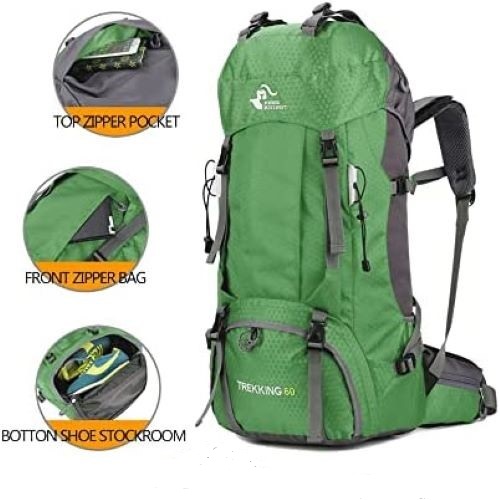 TOP ZIPPER POCKET
FRONT ZIPPER BAG
BOTTON SHOE STOCKROOM
TREKKING 60